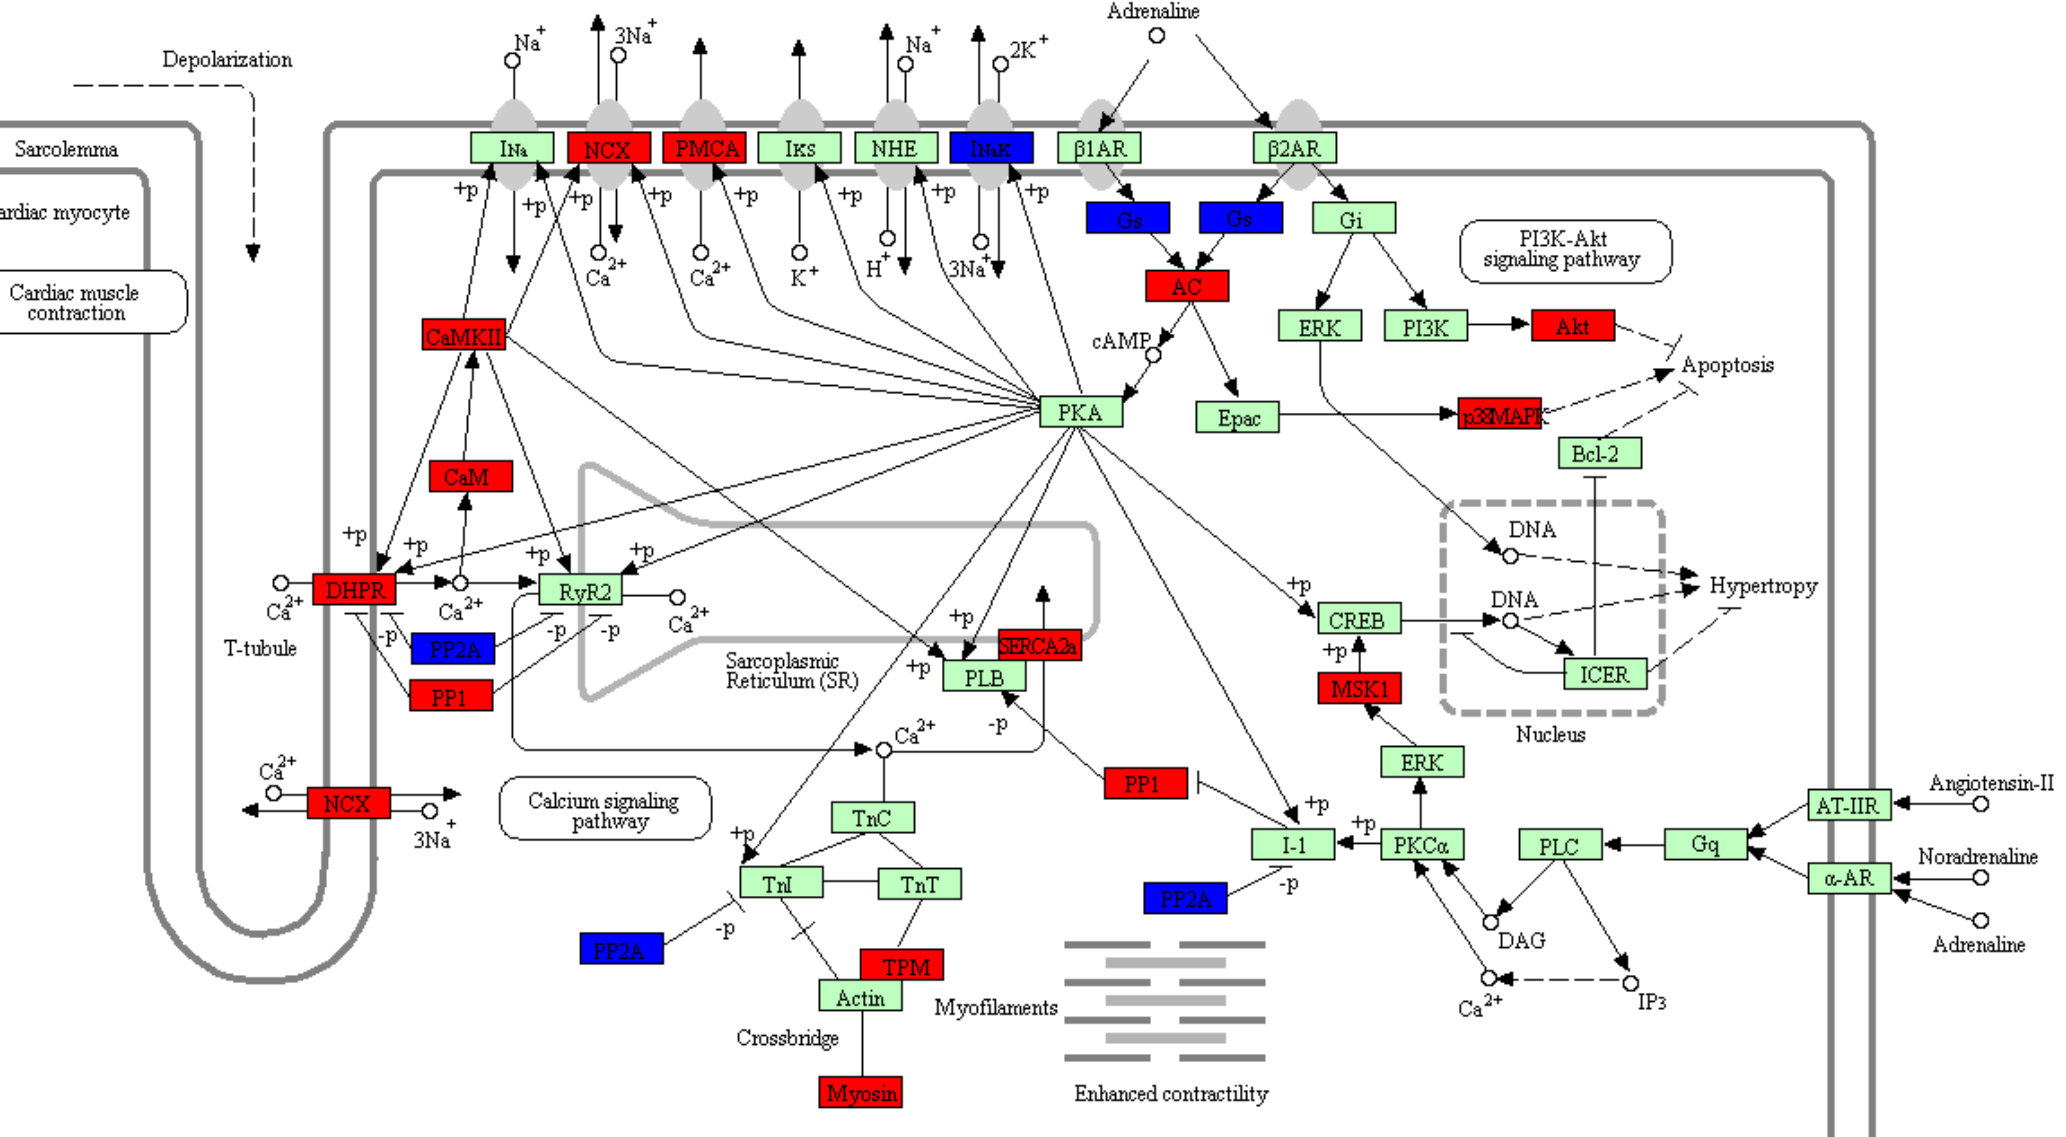 Adrenaline
Na+
3Na+
Na+
2K+
Depolarization
Sarcolemma
INa
NCX
PMCA
IKS
NHE
INaK
β1AR
β2AR
+p
+p
+p
+p
+p
+p
+p
+p
ardiac myocyte
Gs
Gs
Gi
PI3K-Akt
signaling pathway
Ca2+
Ca2+
K+
H+
3Na+
Cardiac muscle
contraction
AC
CaMKII
cAMP
ERK
PI3K
Akt
Apoptosis
PKA
Epac
p38MAPK
Bcl-2
CaM
+p
+p
+p
+p
DNA
DHPR
RyR2
Ca2+
Ca2+
Ca2+
+p
Hypertropy
DNA
CREB
T-tubule
-p
PP2A
-p
-p
+p
SERCA2a
+p
PLB
Sarcoplasmic
Reticulum (SR)
+p
MSK1
ICER
PP1
-p
Nucleus
Ca2+
Ca2+
ERK
PP1
NCX
3Na+
Calcium signaling
pathway
TnC
+p
+p
+p
Angiotensin-II
AT-IIR
I-1
PKCα
PLC
Gq
Noradrenaline
α-AR
TnI
TnT
PP2A
-p
PP2A
-p
DAG
Adrenaline
TPM
Actin
Myofilaments
Ca2+
IP3
Crossbridge
Myosin
Enhanced contractility